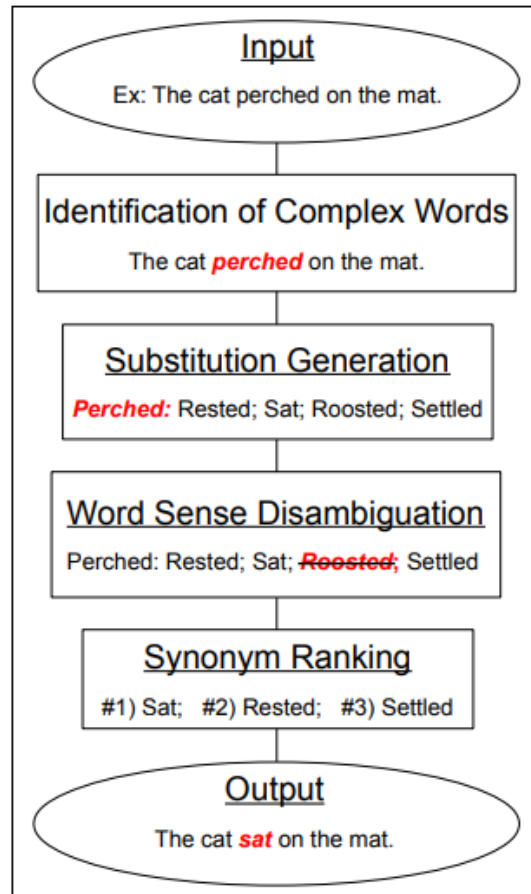 Input
Ex: The cat perched on the mat.
Identification of Complex Words
The cat perched on the mat.
Substitution Generation
Perched: Rested; Sat; Roosted; Settled
Word Sense Disambiguation
Perched: Rested; Sat; Roosted; Settled
Synonym Ranking
#1) Sat; #2) Rested; #3) Settled
Output
The cat sat on the mat.